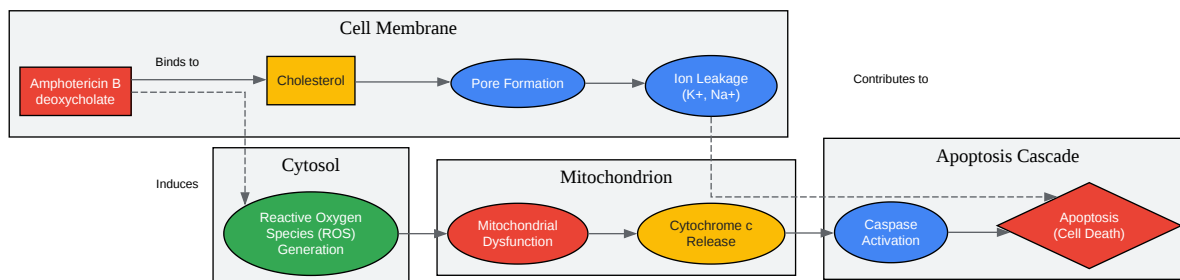 Cell Membrane
Amphotericin B
deoxycholate
Binds to
Cholesterol
Pore Formation
Ion Leakage
(K+, Na+)
Contributes to
Induces
Cytosol
Reactive Oxygen
Species (ROS)
Generation
Mitochondrion
Mitochondrial
Dysfunction
Cytochrome c
Release
Apoptosis Cascade
Caspase
Activation
Apoptosis
(Cell Death)